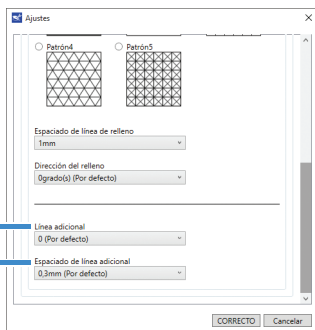 Ajustes
Patrón4
Patrón5
Espaciado de línea de relleno
1mm
Dirección del relleno
0grado(s) (Por defecto)
Línea adicional
0 (Por defecto)
Espaciado de línea adicional
0,3mm (Por defecto)
CORRECTO
Cancelar